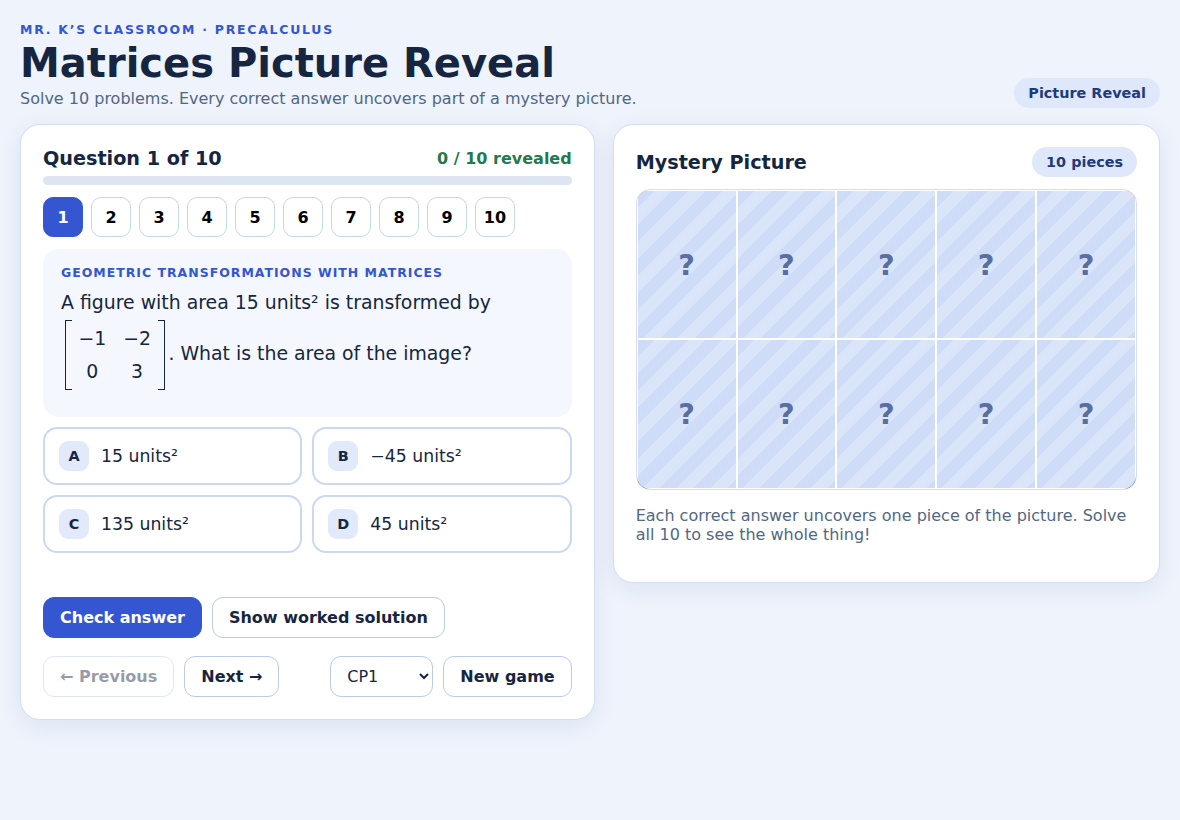 MR. K’S CLASSROOM · PRECALCULUS
Matrices Picture Reveal
Solve 10 problems. Every correct answer uncovers part of a mystery picture.
Picture Reveal
Question 1 of 10
0 / 10 revealed
1 2 3 4 5 6 7 8 9 10
GEOMETRIC TRANSFORMATIONS WITH MATRICES
A figure with area 15 units² is transformed by
−1 −2
0 3
. What is the area of the image?
A 15 units²
B −45 units²
C 135 units²
D 45 units²
Check answer
Show worked solution
← Previous
Next →
CP1
New game
Mystery Picture
10 pieces
? ? ? ? ?
? ? ? ? ?
Each correct answer uncovers one piece of the picture. Solve
all 10 to see the whole thing!